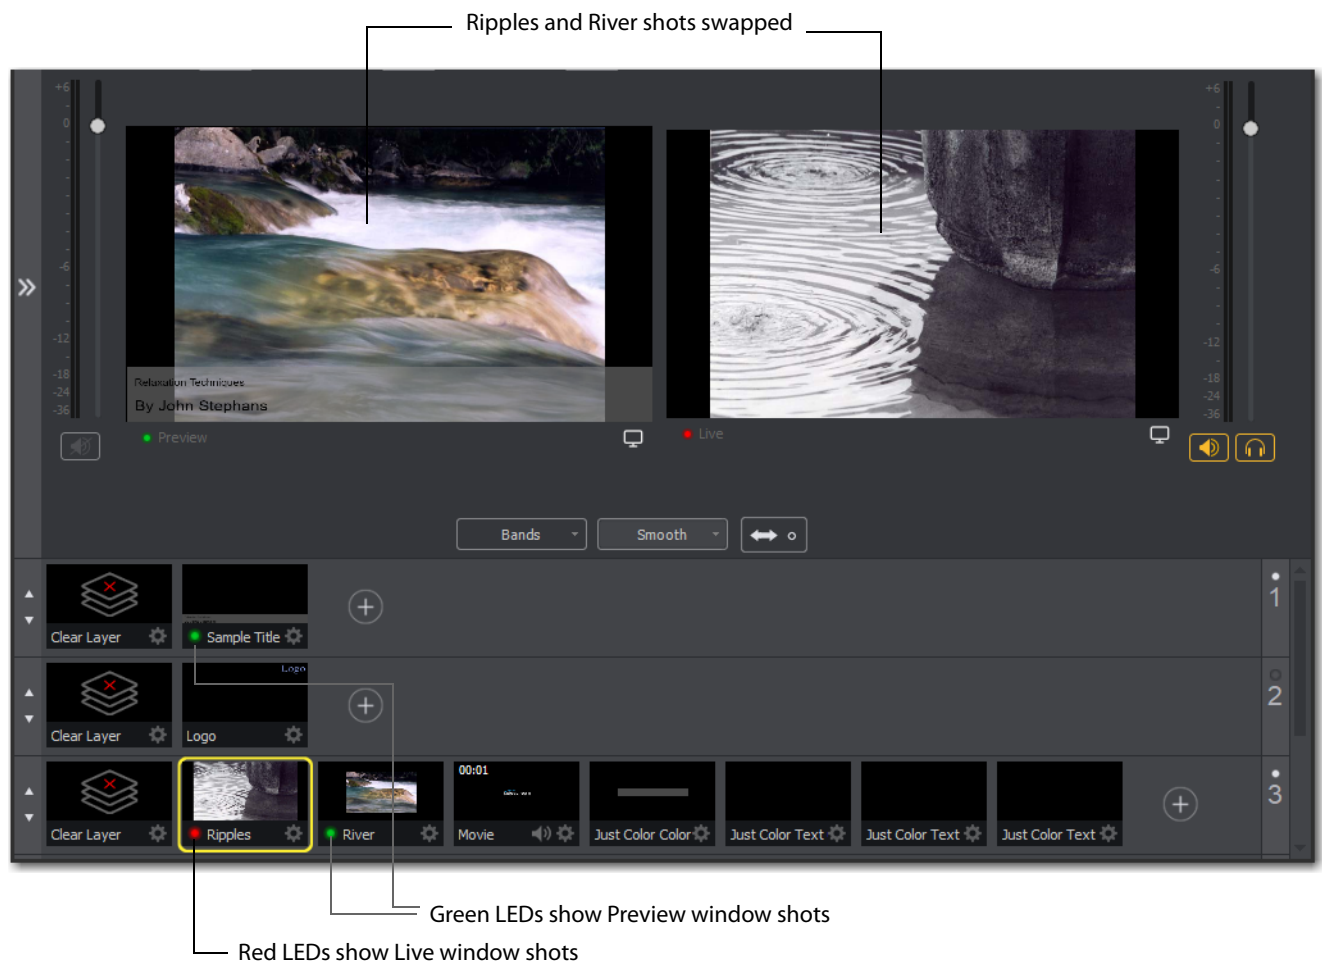 Ripples and River shots swapped
+6
-
0
-
-
-
-
-6
-
-12
-
-18
-24
-36
+6
-
0
-
-
-
-
-6
-
-12
-
-18
-24
-36
Relaxation Techniques
By John Stephans
Preview
Live
Bands
Smooth
Clear Layer
Sample Title
1
Logo
Clear Layer
Logo
2
00:01
Clear Layer
Ripples
River
Movie
Just Color Color
Just Color Text
Just Color Text
Just Color Text
3
Green LEDs show Preview window shots
Red LEDs show Live window shots